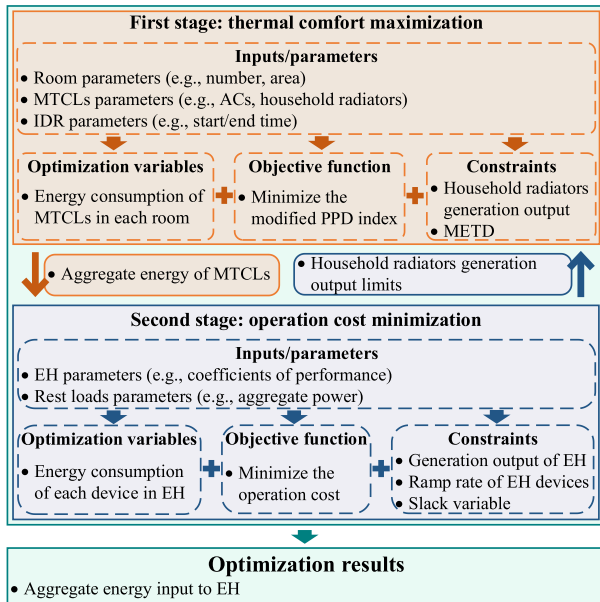 First stage: thermal comfort maximization
Inputs/parameters
• Room parameters (e.g., number, area)
• MTCLs parameters (e.g., ACs, household radiators)
• IDR parameters (e.g., start/end time)
Optimization variables
• Energy consumption of
MTCLs in each room
+
Objective function
• Minimize the
modified PPD index
+
Constraints
• Household radiators
generation output
• METD
• Aggregate energy of MTCLs
• Household radiators generation
output limits
Second stage: operation cost minimization
Inputs/parameters
• EH parameters (e.g., coefficients of performance)
• Rest loads parameters (e.g., aggregate power)
Optimization variables
• Energy consumption
of each device in EH
+
Objective function
• Minimize the
operation cost
+
Constraints
• Generation output of EH
• Ramp rate of EH devices
• Slack variable
Optimization results
• Aggregate energy input to EH